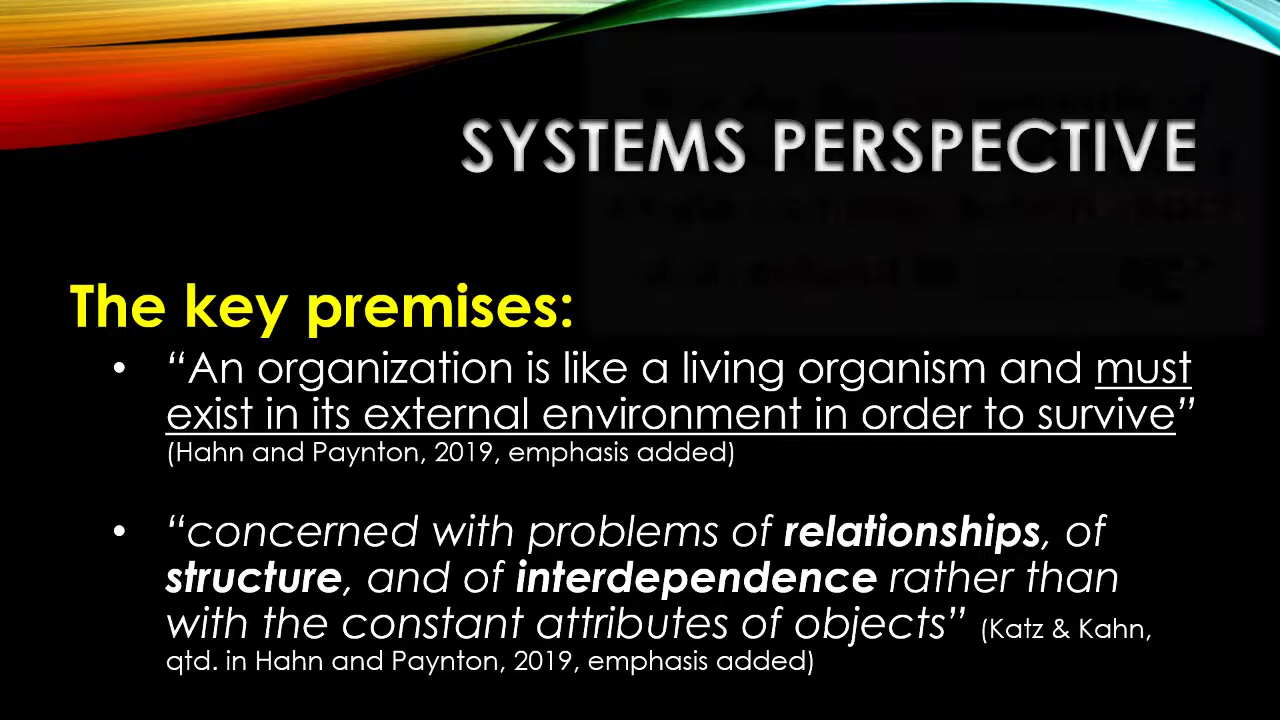 SYSTEMS PERSPECTIVE
The key premises:
• “An organization is like a living organism and must
exist in its external environment in order to survive”
(Hahn and Paynton, 2019, emphasis added)
• “concerned with problems of relationships, of
structure, and of interdependence rather than
with the constant attributes of objects” (Katz & Kahn,
qtd. in Hahn and Paynton, 2019, emphasis added)